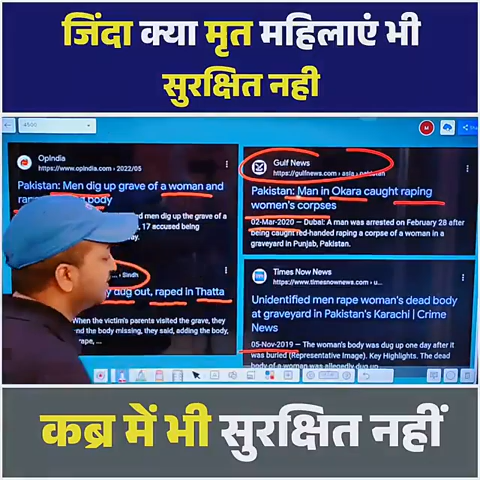 जिंदा क्या मृत महिलाएं भी
सुरक्षित नही
OpIndia
https://www.opindia.com › 2022/05
Pakistan: Men dig up grave of a woman and
body
men dig up the grave of a
17 accused being
Sindh
dug out, raped in Thatta
When the victim's parents visited the grave, they
the body missing, they said, adding the body,
Gulf News
https://gulfnews.com › asia › pakistan
Pakistan: Man in Okara caught raping
women's corpses
02-Mar-2020 — Dubai: A man was arrested on February 28 after
being caught red-handed raping a corpse of a woman in a
graveyard in Punjab, Pakistan.
Times Now News
https://www.timesnownews.com › u...
Unidentified men rape woman's dead body
at graveyard in Pakistan's Karachi | Crime
News
05-Nov-2019 — The woman's body was dug up one day after it
was buried (Representative Image). Key Highlights. The dead
body of a woman was allegedly dug up
कब्र में भी सुरक्षित नहीं